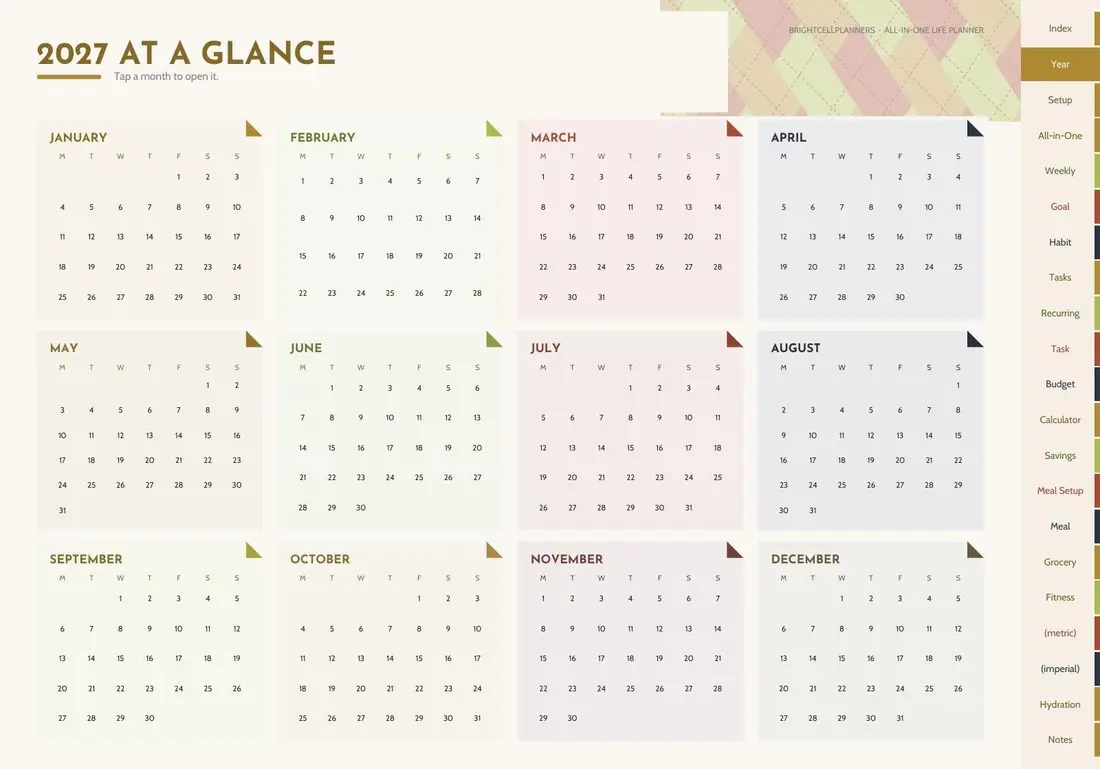 BRIGHTCELLPLANNERS · ALL-IN-ONE LIFE PLANNER
2027 AT A GLANCE
Tap a month to open it.
JANUARY
M T W T F S S
1 2 3
4 5 6 7 8 9 10
11 12 13 14 15 16 17
18 19 20 21 22 23 24
25 26 27 28 29 30 31
FEBRUARY
M T W T F S S
1 2 3 4 5 6 7
8 9 10 11 12 13 14
15 16 17 18 19 20 21
22 23 24 25 26 27 28
MARCH
M T W T F S S
1 2 3 4 5 6 7
8 9 10 11 12 13 14
15 16 17 18 19 20 21
22 23 24 25 26 27 28
29 30 31
APRIL
M T W T F S S
1 2 3 4
5 6 7 8 9 10 11
12 13 14 15 16 17 18
19 20 21 22 23 24 25
26 27 28 29 30
MAY
M T W T F S S
1 2
3 4 5 6 7 8 9
10 11 12 13 14 15 16
17 18 19 20 21 22 23
24 25 26 27 28 29 30
31
JUNE
M T W T F S S
1 2 3 4 5 6
7 8 9 10 11 12 13
14 15 16 17 18 19 20
21 22 23 24 25 26 27
28 29 30
JULY
M T W T F S S
1 2 3 4
5 6 7 8 9 10 11
12 13 14 15 16 17 18
19 20 21 22 23 24 25
26 27 28 29 30 31
AUGUST
M T W T F S S
1
2 3 4 5 6 7 8
9 10 11 12 13 14 15
16 17 18 19 20 21 22
23 24 25 26 27 28 29
30 31
SEPTEMBER
M T W T F S S
1 2 3 4 5
6 7 8 9 10 11 12
13 14 15 16 17 18 19
20 21 22 23 24 25 26
27 28 29 30
OCTOBER
M T W T F S S
1 2 3
4 5 6 7 8 9 10
11 12 13 14 15 16 17
18 19 20 21 22 23 24
25 26 27 28 29 30 31
NOVEMBER
M T W T F S S
1 2 3 4 5 6 7
8 9 10 11 12 13 14
15 16 17 18 19 20 21
22 23 24 25 26 27 28
29 30
DECEMBER
M T W T F S S
1 2 3 4 5
6 7 8 9 10 11 12
13 14 15 16 17 18 19
20 21 22 23 24 25 26
27 28 29 30 31
Index
Year
Setup
All-in-One
Weekly
Goal
Habit
Tasks
Recurring
Task
Budget
Calculator
Savings
Meal Setup
Meal
Grocery
Fitness
(metric)
(imperial)
Hydration
Notes